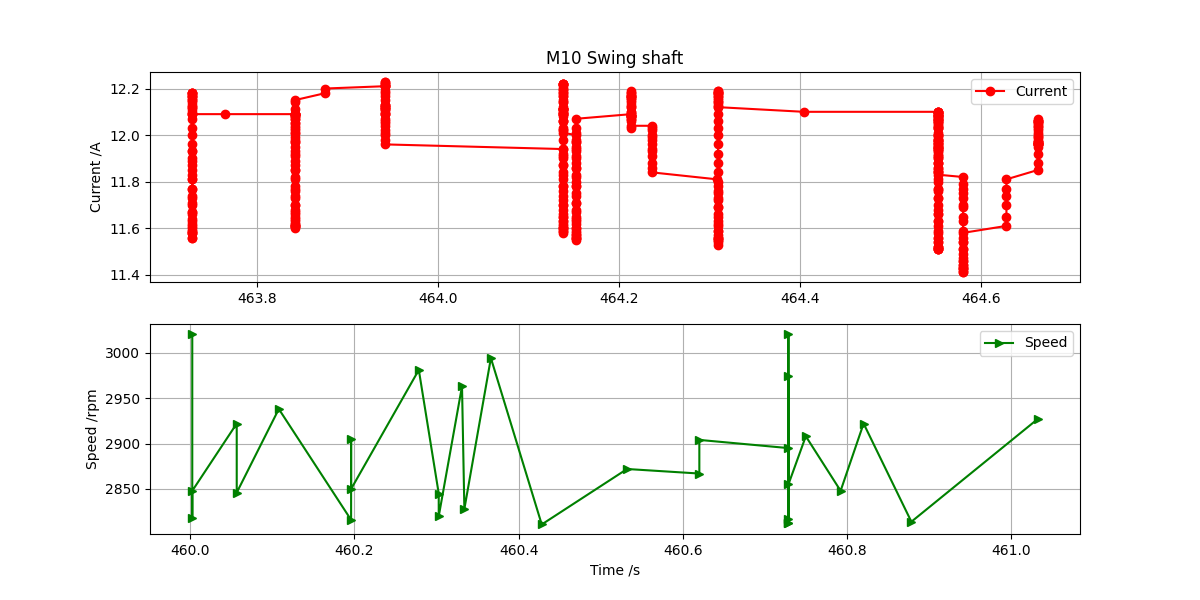 M10 Swing shaft
Current /A
12.2
12.0
11.8
11.6
11.4
Current
463.8 464.0 464.2 464.4 464.6
Speed /rpm
3000
2950
2900
2850
Speed
460.0 460.2 460.4 460.6 460.8 461.0
Time /s